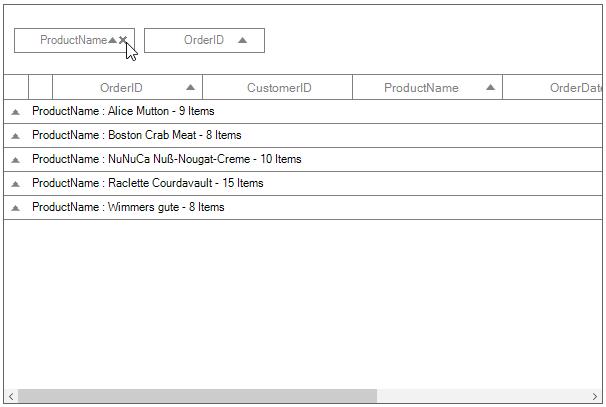 ProductName OrderID
OrderID CustomerID ProductName OrderDate
ProductName : Alice Mutton - 9 Items
ProductName : Boston Crab Meat - 8 Items
ProductName : NuNuCa Nuß-Nougat-Creme - 10 Items
ProductName : Raclette Courdavault - 15 Items
ProductName : Wimmers gute - 8 Items